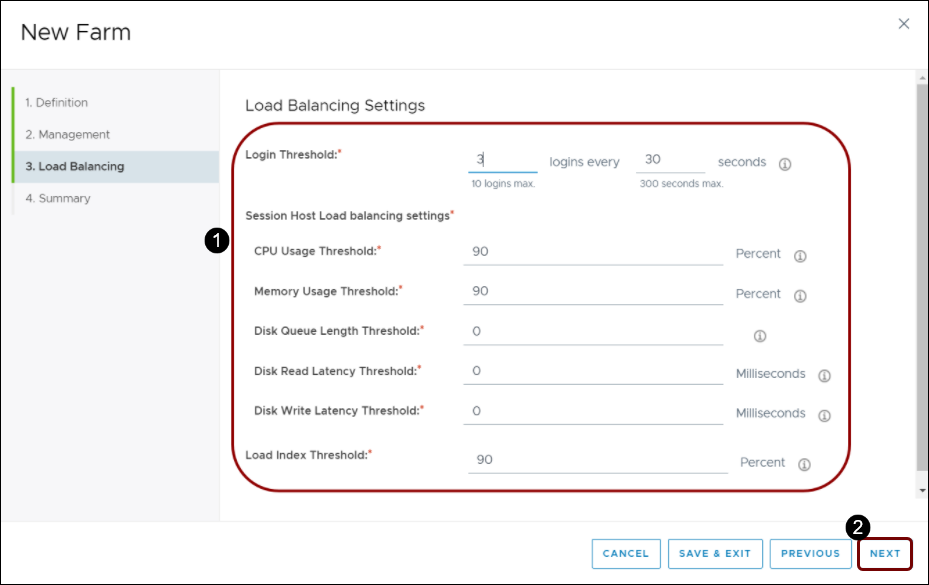 New Farm
1. Definition
2. Management
3. Load Balancing
4. Summary
Load Balancing Settings
Login Threshold:* 3 logins every 30 seconds
10 logins max. 300 seconds max.
Session Host Load balancing settings*
1
CPU Usage Threshold:* 90 Percent
Memory Usage Threshold:* 90 Percent
Disk Queue Length Threshold:* 0
Disk Read Latency Threshold:* 0 Milliseconds
Disk Write Latency Threshold:* 0 Milliseconds
Load Index Threshold:* 90 Percent
2
CANCEL SAVE & EXIT PREVIOUS NEXT